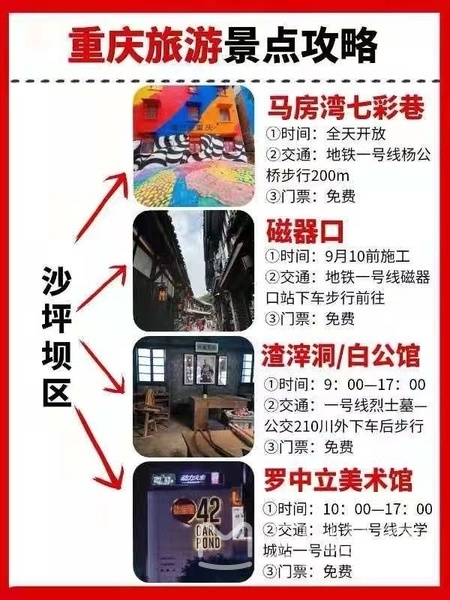 重庆旅游景点攻略
沙坪坝区
马房湾七彩巷
①时间：全天开放
②交通：地铁一号线杨公
桥步行200m
③门票：免费
磁器口
①时间：9月10前施工
②交通：地铁一号线磁器
口站下车步行前往
③门票：免费
渣滓洞/白公馆
①时间：9：00—17：00
②交通：一号线烈士墓—
公交210川外下车后步行
③门票：免费
罗中立美术馆
①时间：10：00—17：00
②交通：地铁一号线大学
城站一号出口
③门票：免费
42
POND